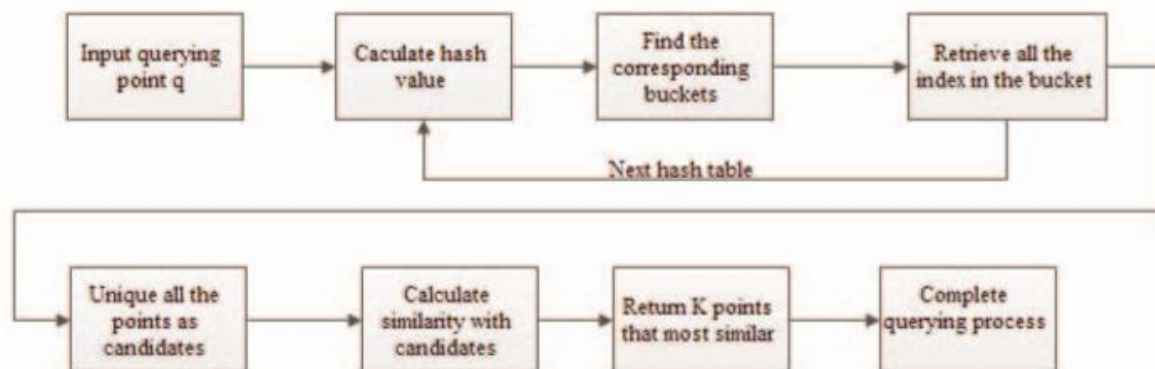 Input querying
point q
Caculate hash
value
Find the
corresponding
buckets
Retrieve all the
index in the bucket
Next hash table
Unique all the
points as
candidates
Calculate
similarity with
candidates
Return K points
that most similar
Complete
querying process